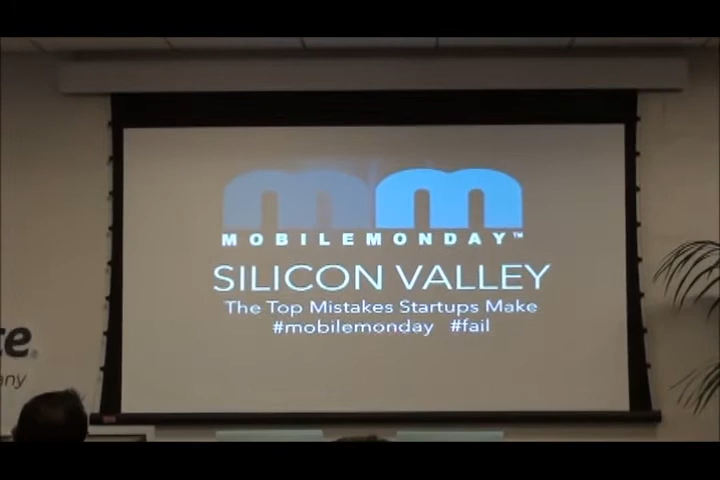 MOBILEMONDAY™
SILICON VALLEY
The Top Mistakes Startups Make
#mobilemonday #fail